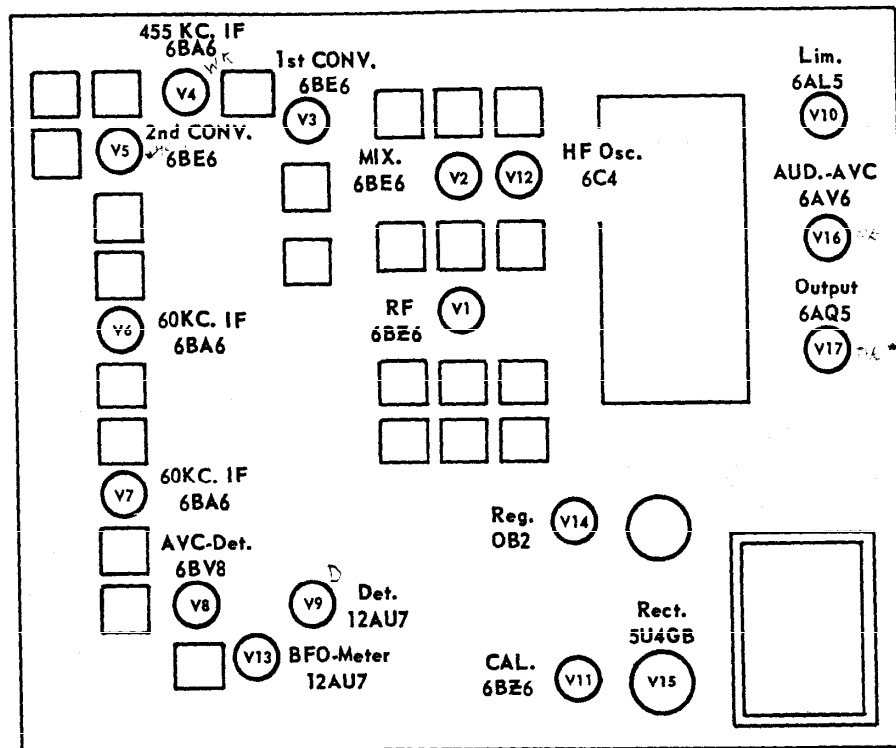 455 KC. IF
6BA6
V4
1st CONV.
6BE6
V3
2nd CONV.
6BE6
V5
MIX.
6BE6
V2
V12
HF Osc.
6C4
Lim.
6AL5
V10
AUD.-AVC
6AV6
V16
Output
6AQ5
V17 *
RF
6BZ6
V1
V6
60KC. IF
6BA6
V7
60KC. IF
6BA6
AVC-Det.
6BV8
V8
D
V9
Det.
12AU7
V13
BFO-Meter
12AU7
Reg.
OB2
V14
Rect.
5U4GB
V15
CAL.
6BZ6
V11